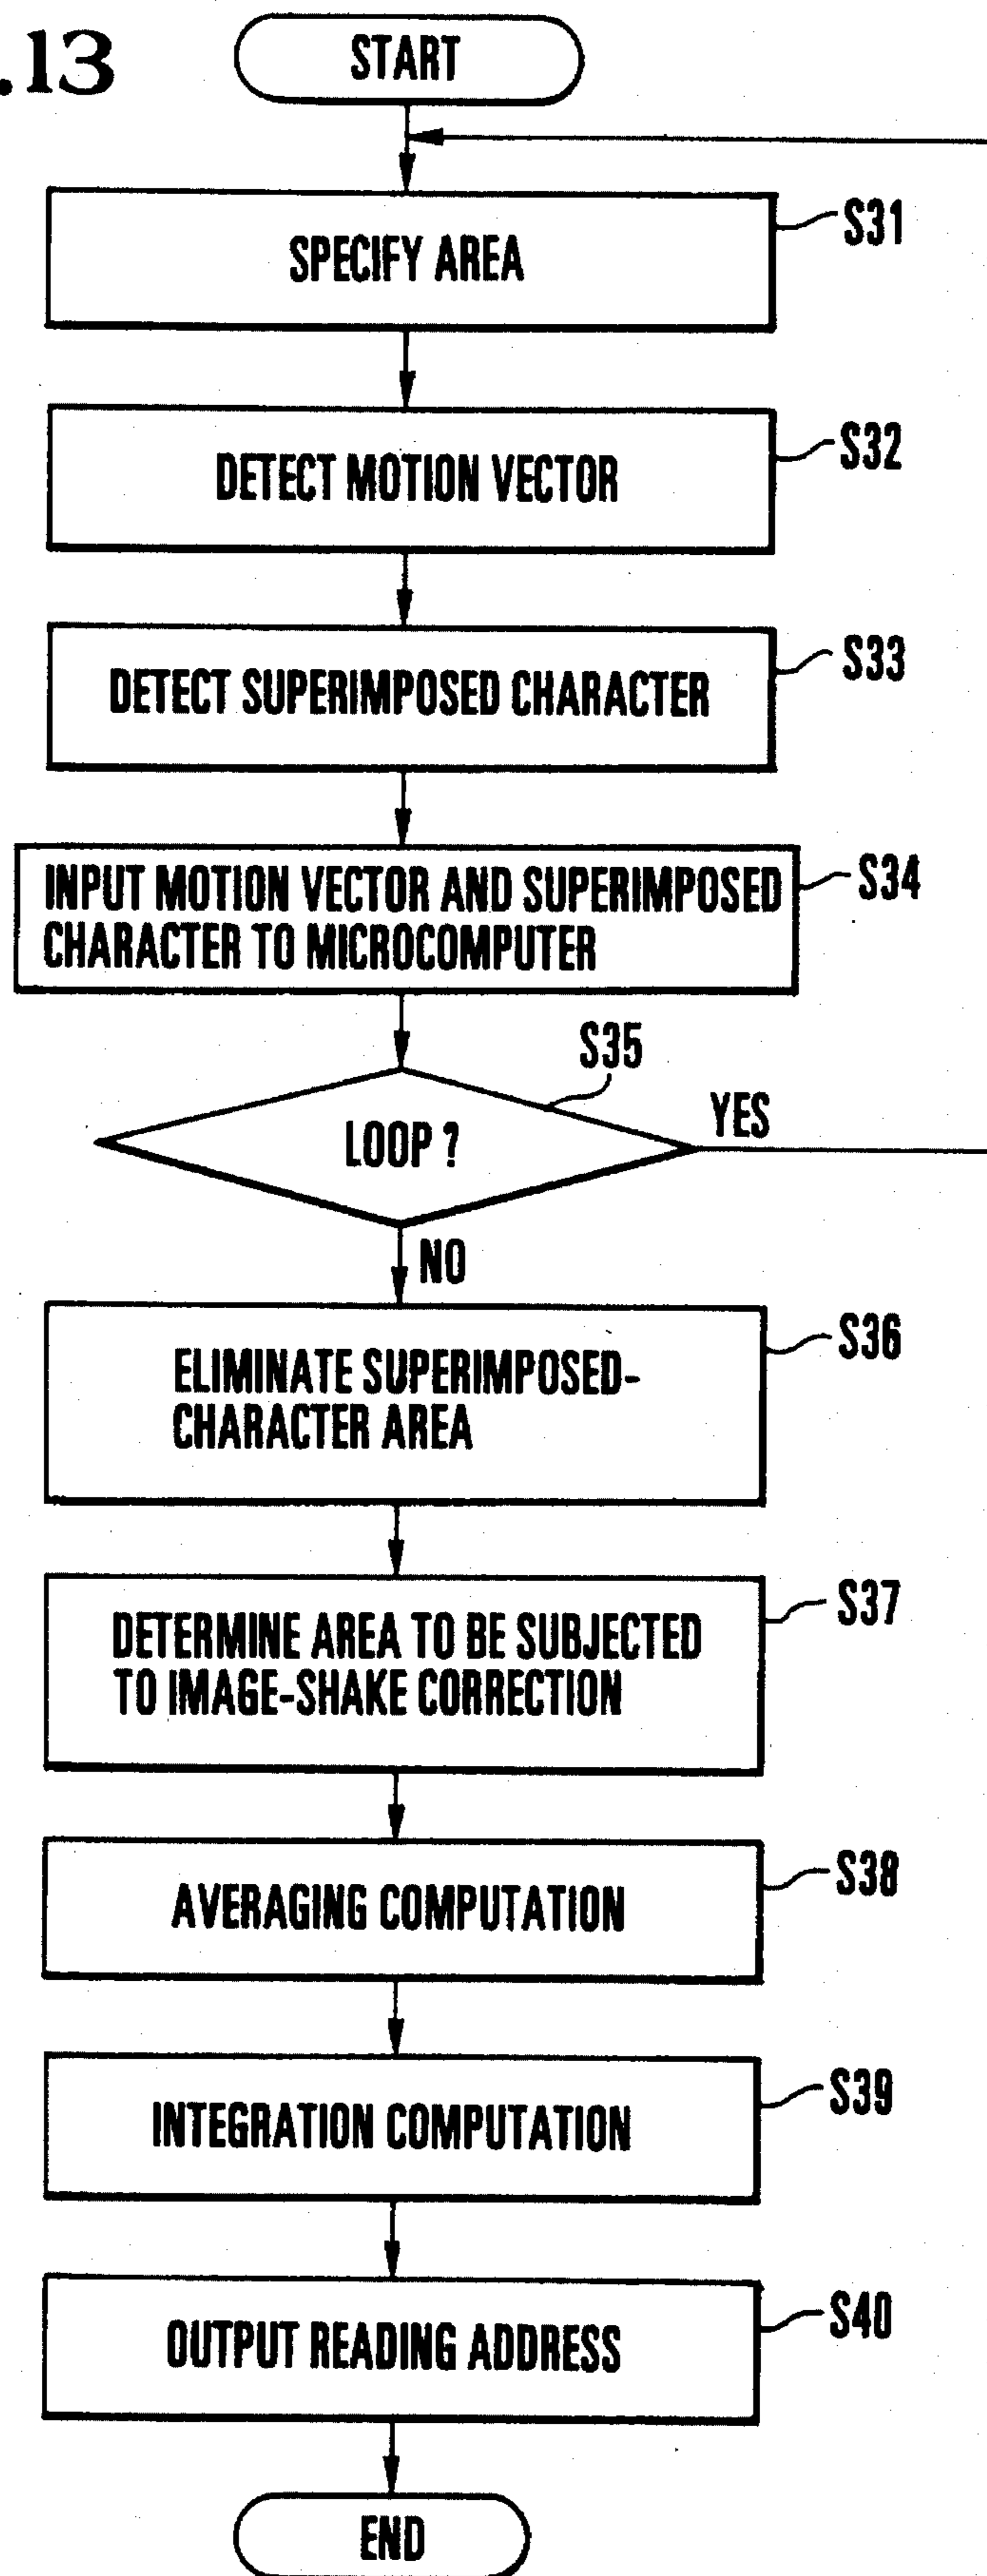 .13
START
SPECIFY AREA
S31
DETECT MOTION VECTOR
S32
DETECT SUPERIMPOSED CHARACTER
S33
INPUT MOTION VECTOR AND SUPERIMPOSED
CHARACTER TO MICROCOMPUTER
S34
S35
LOOP ?
YES
NO
ELIMINATE SUPERIMPOSED-
CHARACTER AREA
S36
DETERMINE AREA TO BE SUBJECTED
TO IMAGE-SHAKE CORRECTION
S37
AVERAGING COMPUTATION
S38
INTEGRATION COMPUTATION
S39
OUTPUT READING ADDRESS
S40
END